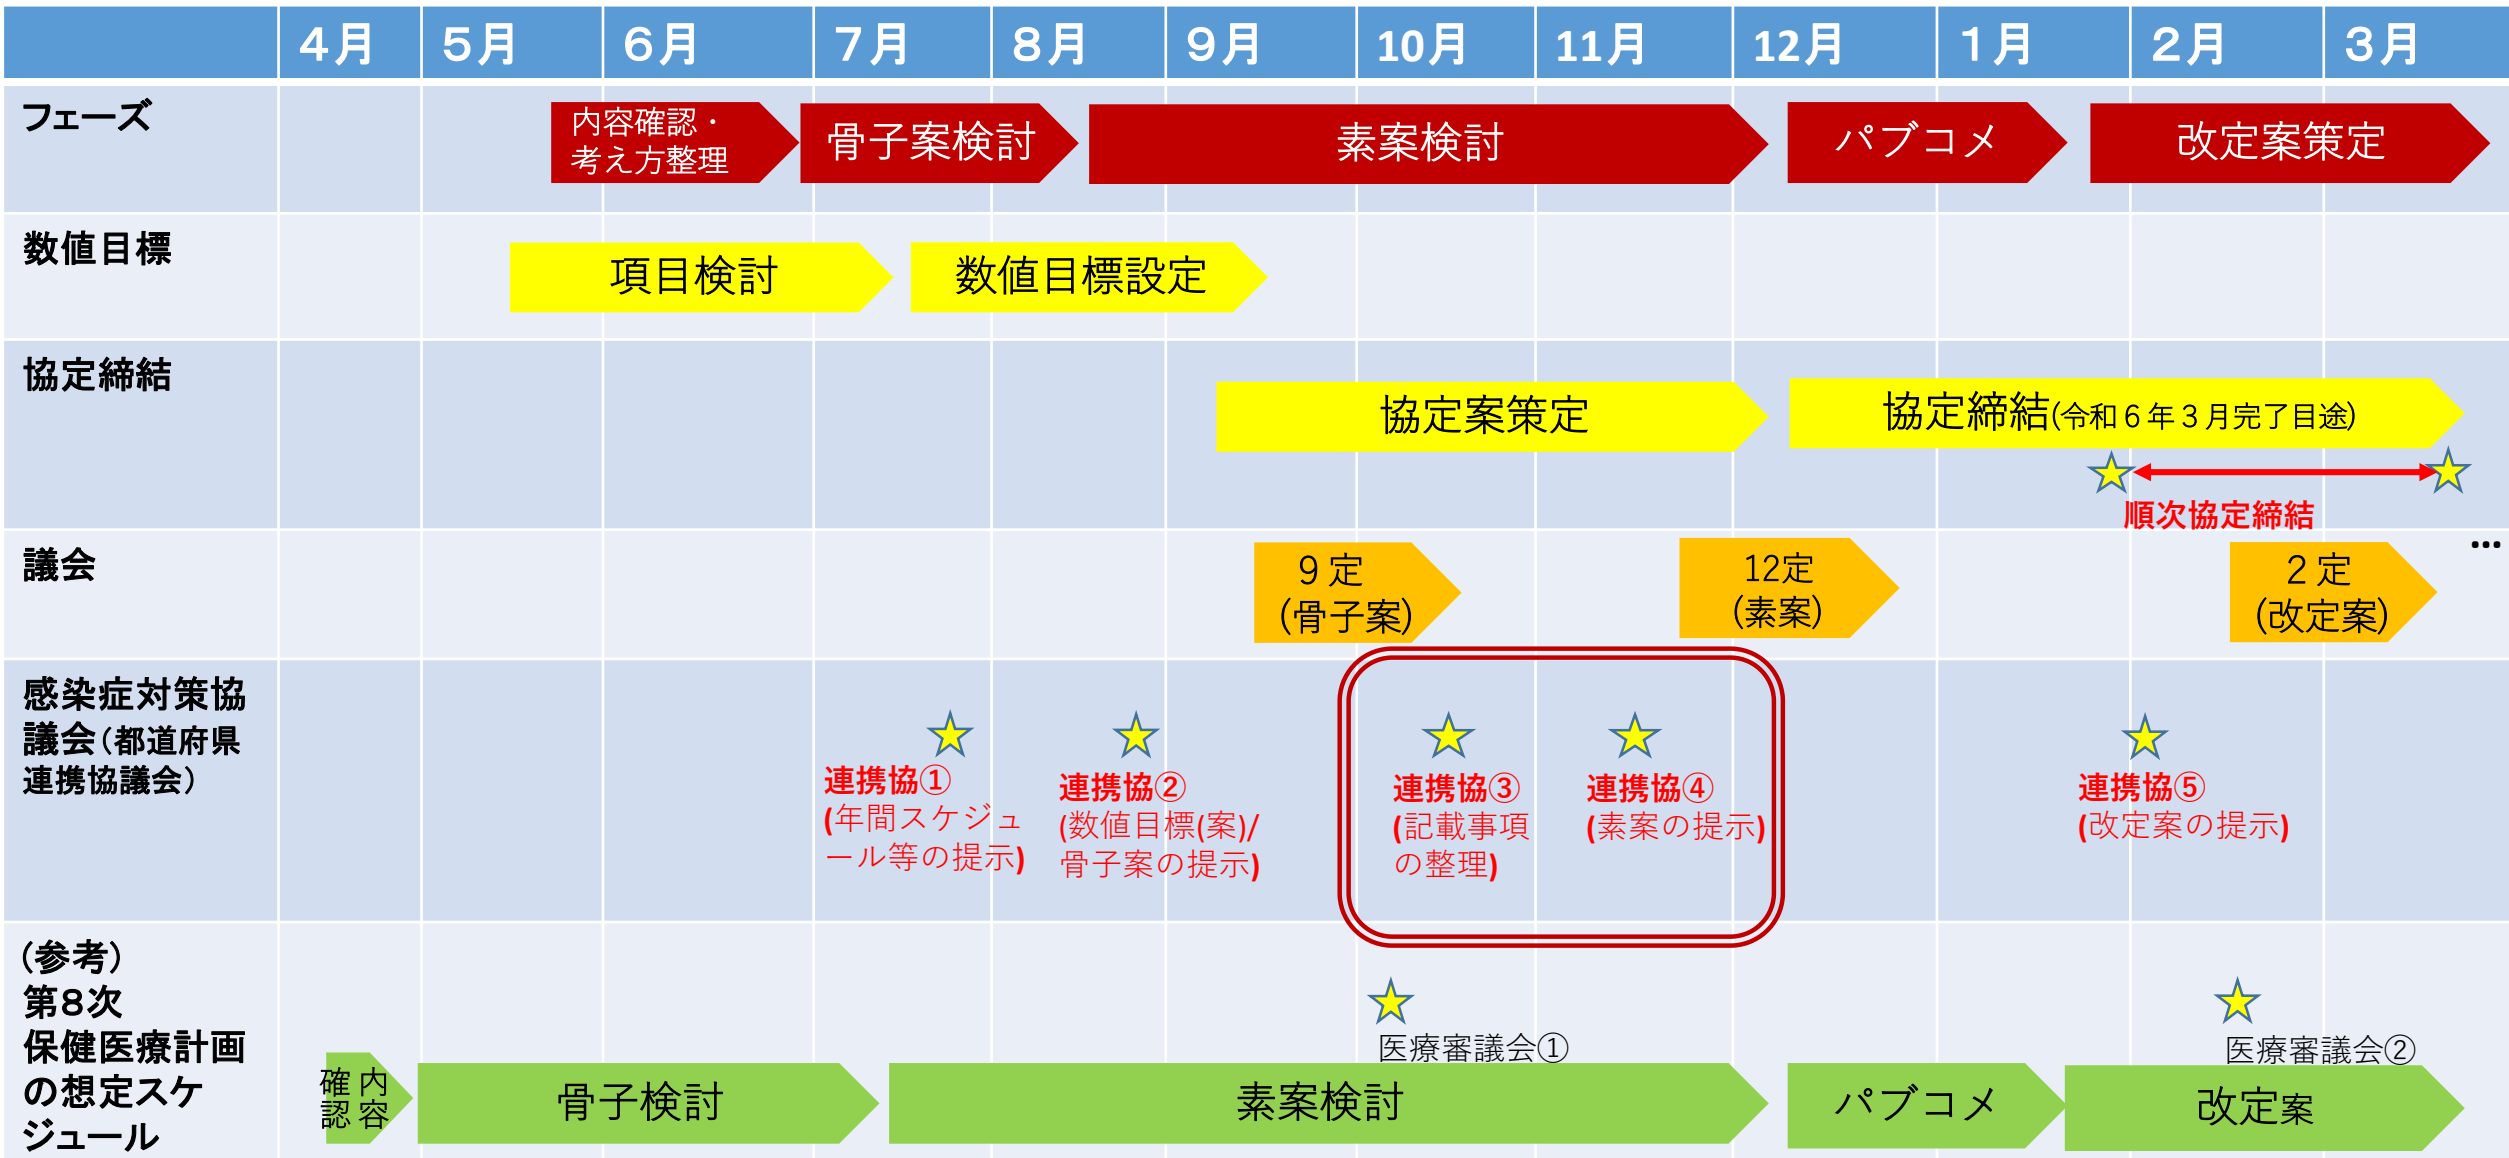 4月 5月 6月 7月 8月 9月 10月 11月 12月 1月 2月 3月
フェーズ
内容確認・
考え方整理
骨子案検討
素案検討
パブコメ
改定案策定
数値目標
項目検討
数値目標設定
協定締結
協定案策定
協定締結(令和６年３月完了目途)
順次協定締結
議会
９定
(骨子案)
12定
(素案)
２定
(改定案)
…
感染症対策協
議会（都道府県
連携協議会）
連携協①
(年間スケジュ
ール等の提示)
連携協②
(数値目標(案)/
骨子案の提示)
連携協③
(記載事項
の整理)
連携協④
(素案の提示)
連携協⑤
(改定案の提示)
（参考）
第8次
保健医療計画
の想定スケ
ジュール
医療審議会①
医療審議会②
内容
確認
骨子検討
素案検討
パブコメ
改定案